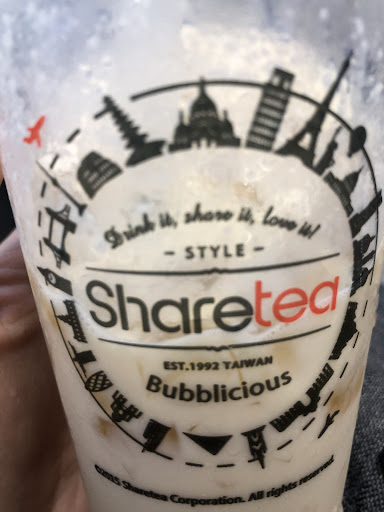 Drink it, share it, love it!
- STYLE -
Sharetea
EST.1992 TAIWAN
Bubblicious
©2015 Sharetea Corporation. All rights reserved.